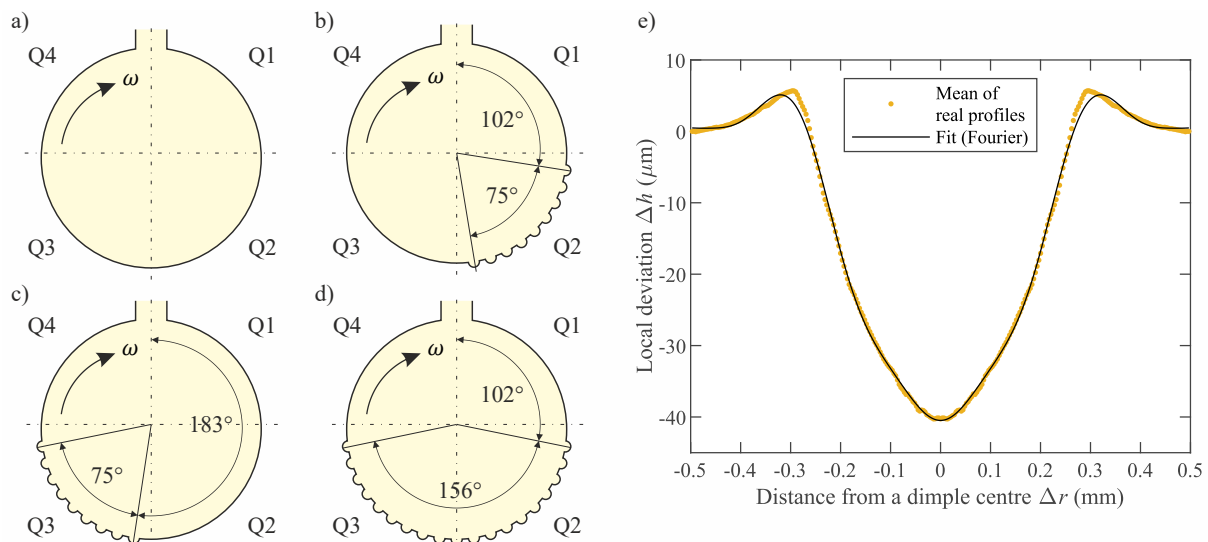 a)
Q4
Q1
ω
Q3
Q2
b)
Q4
Q1
ω
102°
75°
Q3
Q2
c)
Q4
Q1
ω
183°
75°
Q3
Q2
d)
Q4
Q1
ω
102°
156°
Q3
Q2
e)
Local deviation Δh (μm)
10
0
-10
-20
-30
-40
Mean of
real profiles
Fit (Fourier)
-0.5 -0.4 -0.3 -0.2 -0.1 0 0.1 0.2 0.3 0.4 0.5
Distance from a dimple centre Δr (mm)